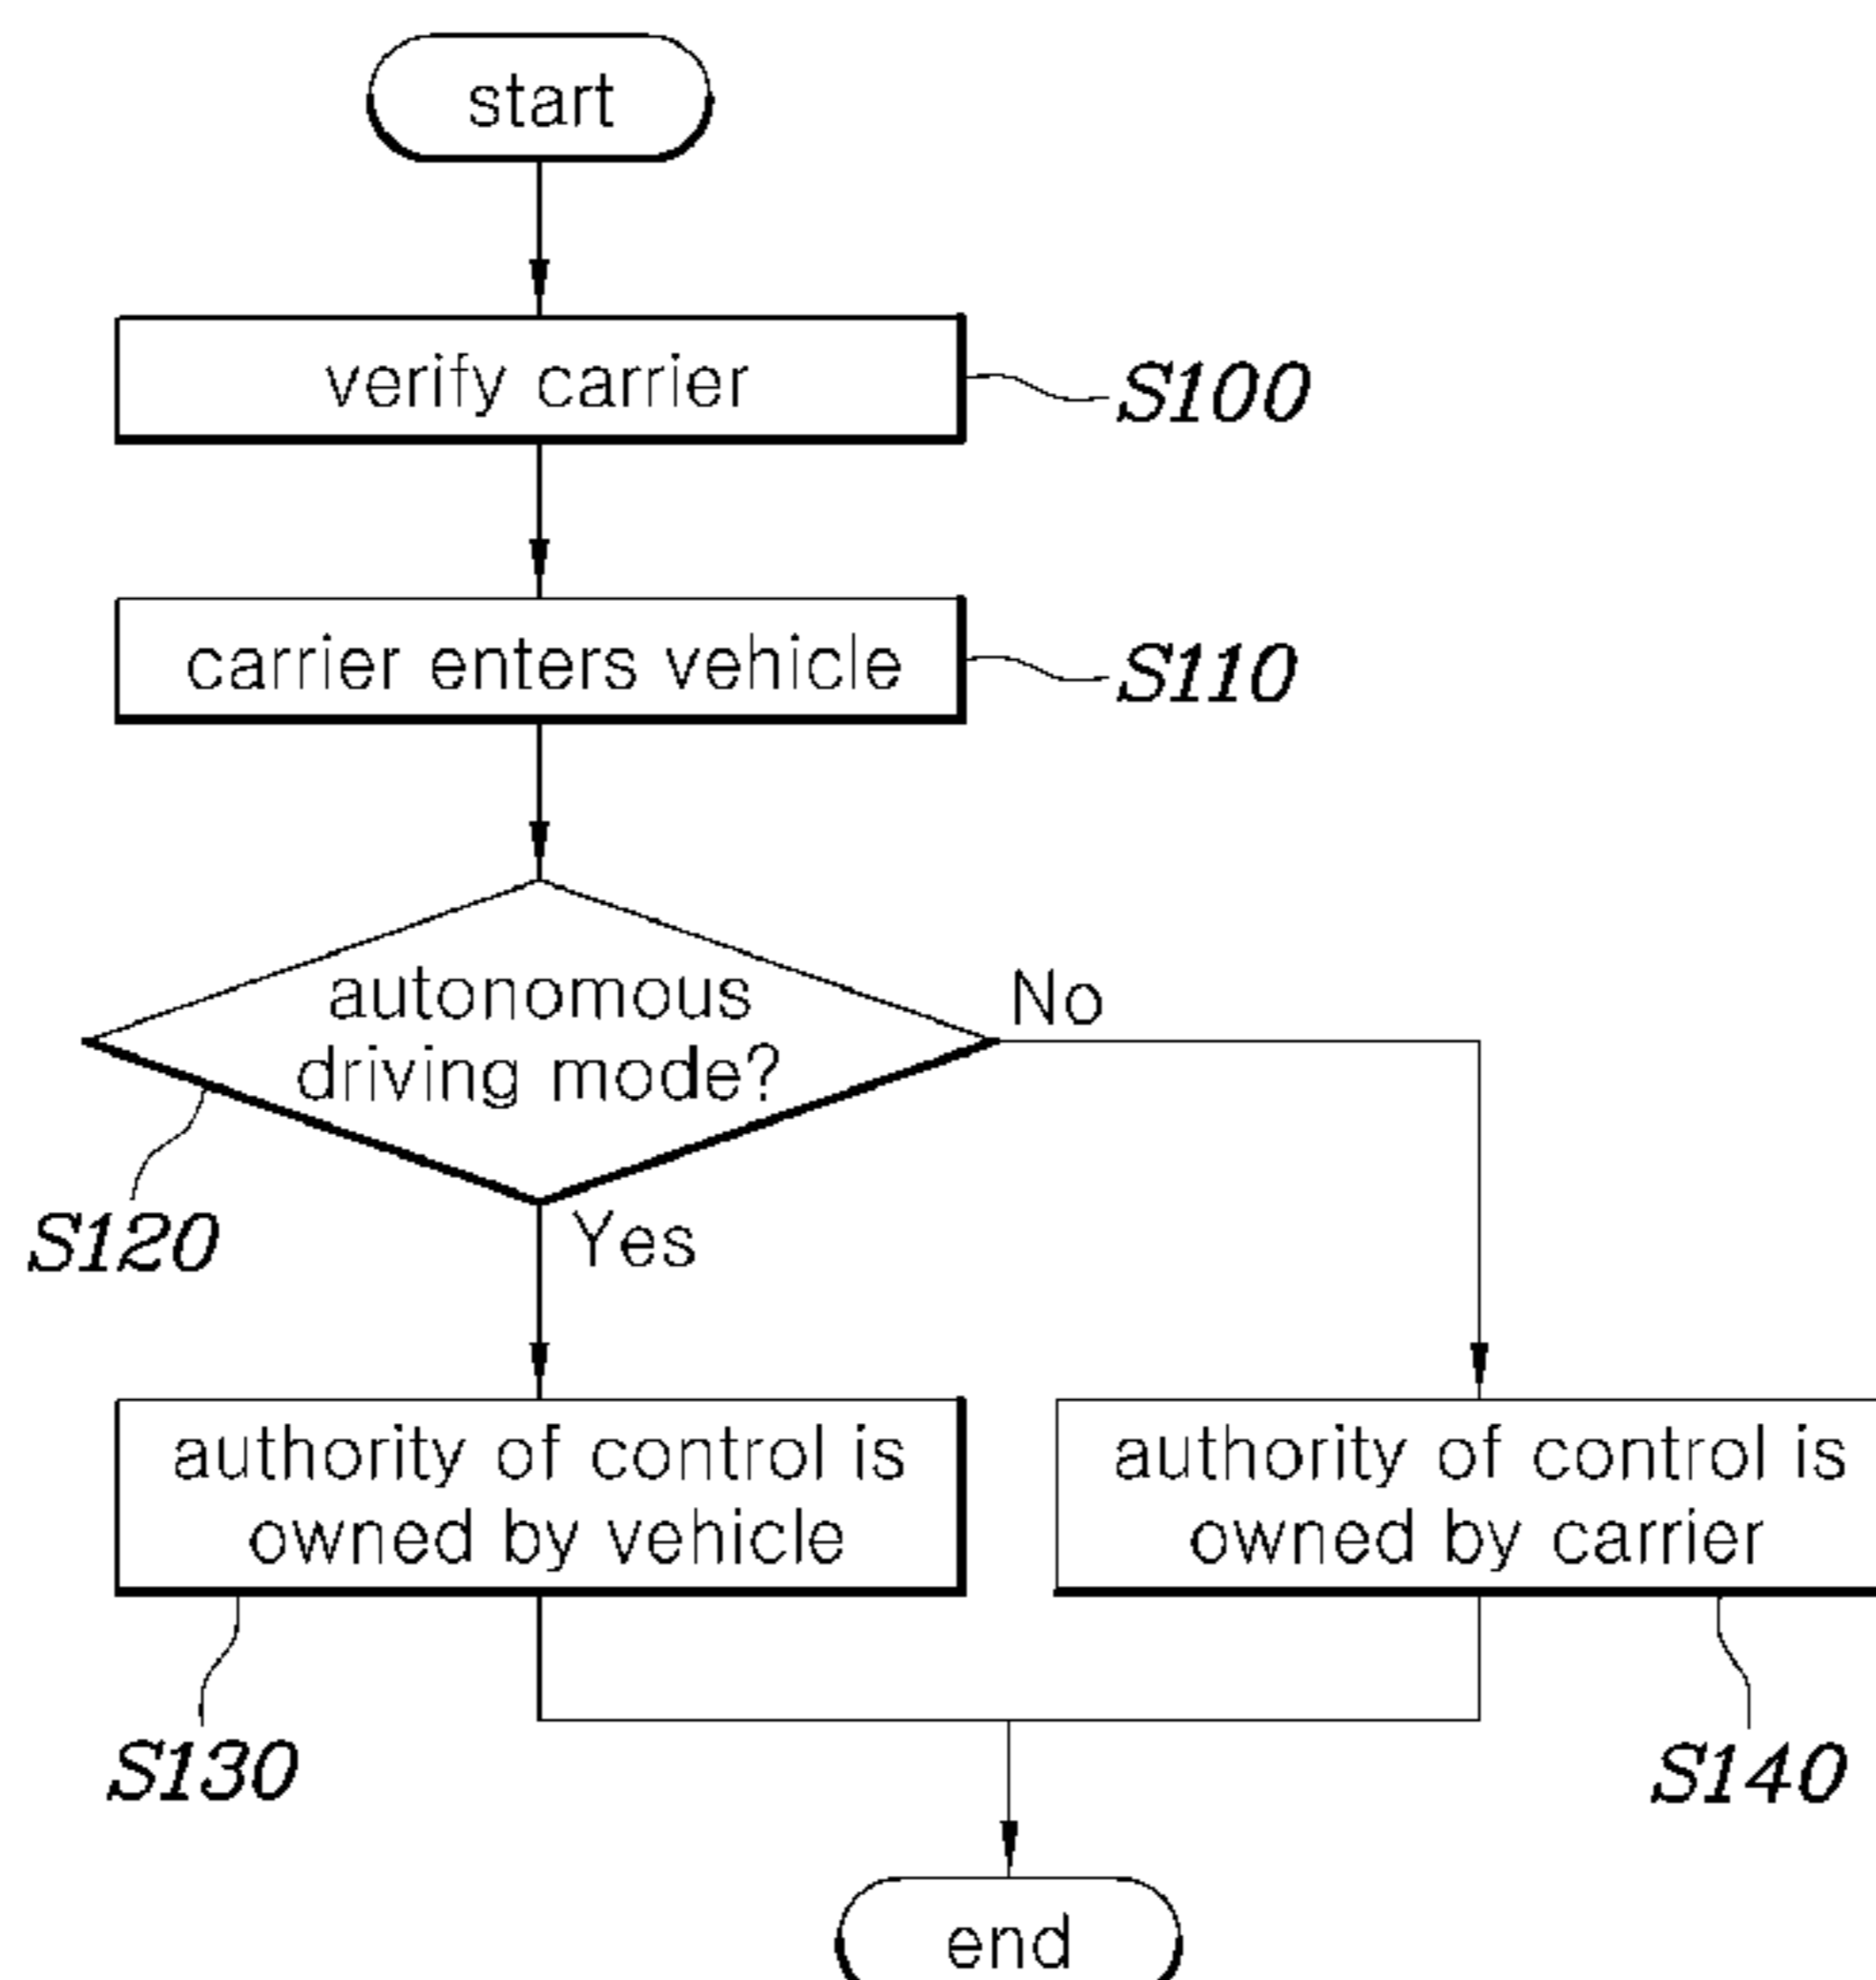 start
verify carrier
S100
carrier enters vehicle
S110
autonomous
driving mode?
No
S120
Yes
authority of control is
owned by vehicle
authority of control is
owned by carrier
S130
S140
end